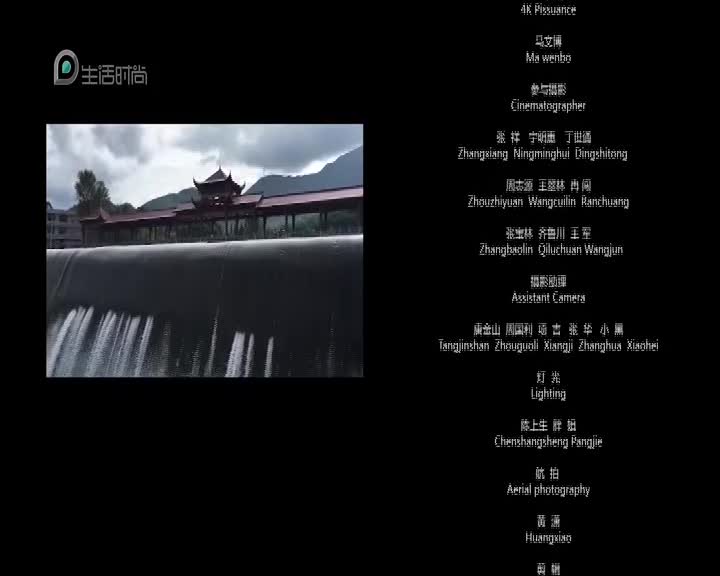 生活时尚
4K Pissuance
马文博
Ma wenbo
参与摄影
Cinematographer
张 祥 宁明惠 丁世通
Zhangxiang Ningminghui Dingshitong
周志源 王翠林 冉 闯
Zhouzhiyuan Wangcuilin Ranchuang
张宝林 齐鲁川 王 军
Zhangbaolin Qiluchuan Wangjun
摄影助理
Assistant Camera
唐金山 周国利 项 吉 张 华 小 黑
Tangjinshan Zhouguoli Xiangji Zhanghua Xiaohei
灯 光
Lighting
陈上生 胖 姐
Chenshangsheng Pangjie
航 拍
Aerial photography
黄 潇
Huangxiao
剪 辑